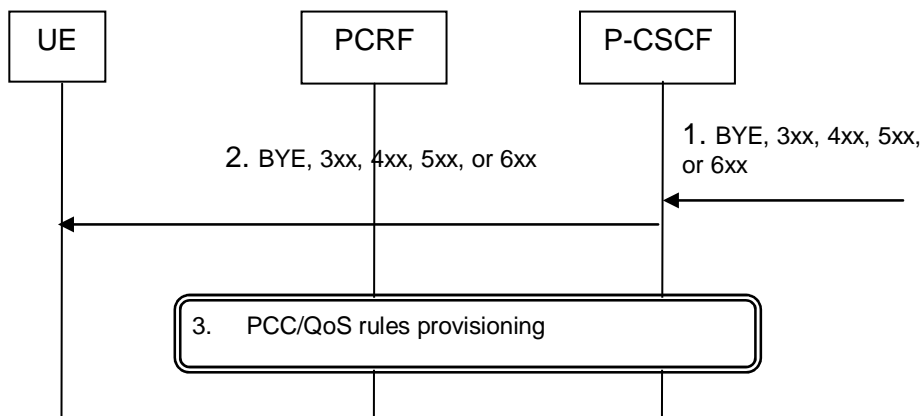 UE
PCRF
P-CSCF
1. BYE, 3xx, 4xx, 5xx,
or 6xx
2. BYE, 3xx, 4xx, 5xx, or 6xx
3. PCC/QoS rules provisioning